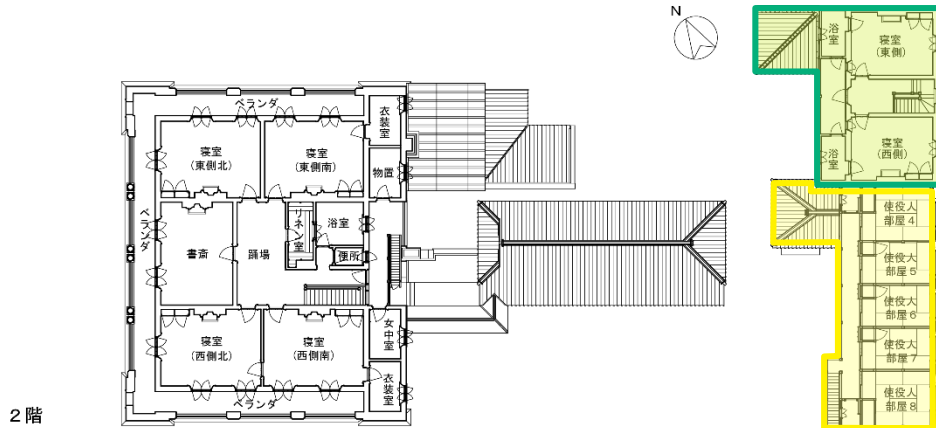 N
浴室
寝室
(東側)
ベランダ
衣装室
寝室
(東側北)
寝室
(東側南)
物置
浴室
寝室
(西側)
ベランダ
書斎
踊場
リネン室
浴室
便所
使役人
部屋4
使役人
部屋5
使役人
部屋6
使役人
部屋7
使役人
部屋8
寝室
(西側北)
寝室
(西側南)
女中室
衣装室
ベランダ
2階